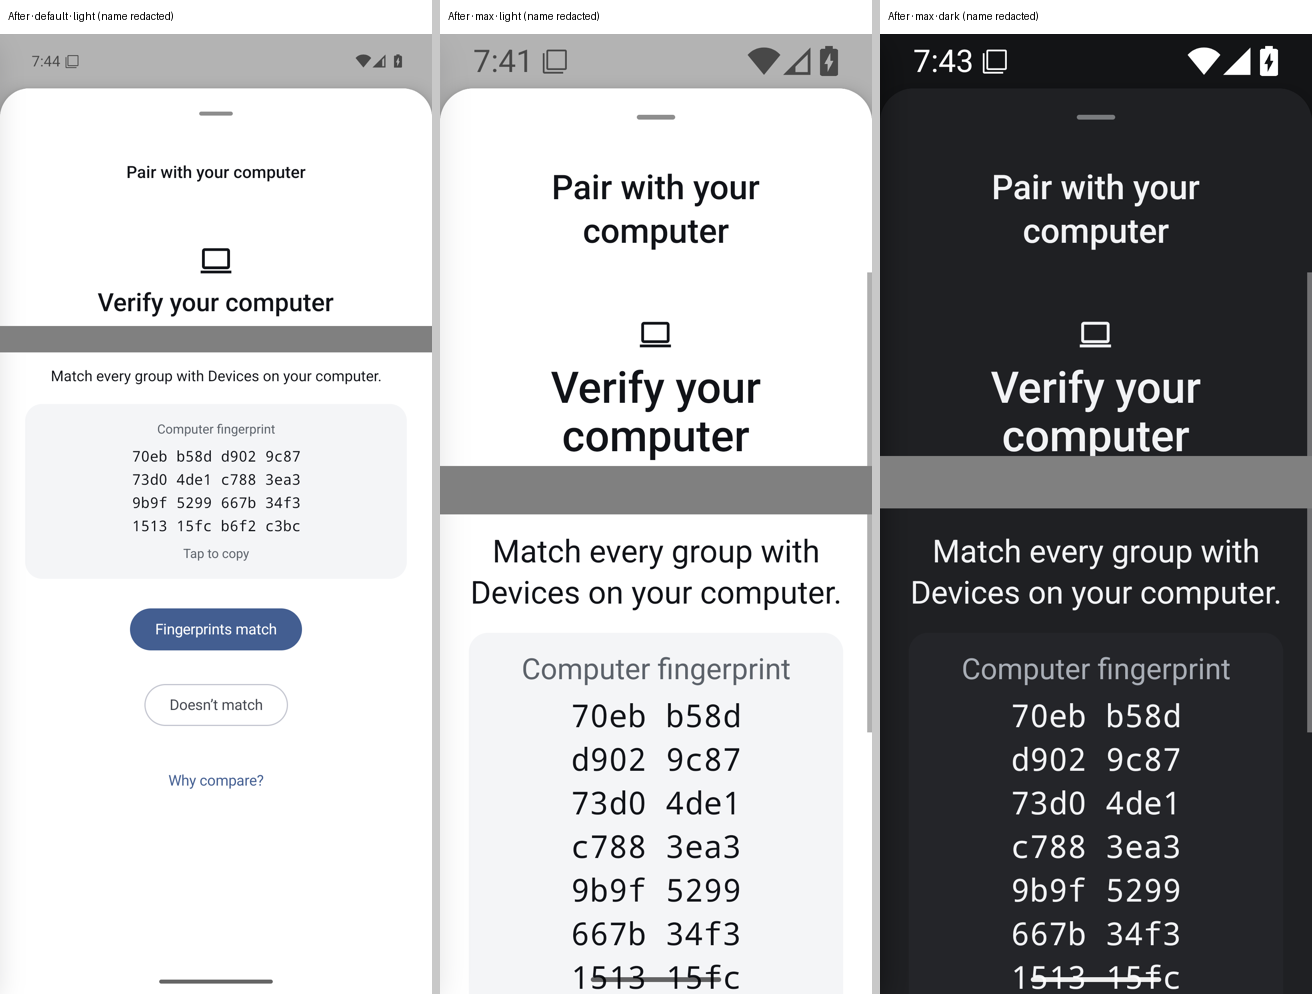 After·default·light (name redacted)
7:44
Pair with your computer
Verify your computer
Match every group with Devices on your computer.
Computer fingerprint
70eb b58d d902 9c87
73d0 4de1 c788 3ea3
9b9f 5299 667b 34f3
1513 15fc b6f2 c3bc
Tap to copy
Fingerprints match
Doesn’t match
Why compare?
After·max·light (name redacted)
7:41
Pair with your
computer
Verify your
computer
Match every group with
Devices on your computer.
Computer fingerprint
70eb b58d
d902 9c87
73d0 4de1
c788 3ea3
9b9f 5299
667b 34f3
1513 15fc
After·max·dark (name redacted)
7:43
Pair with your
computer
Verify your
computer
Match every group with
Devices on your computer.
Computer fingerprint
70eb b58d
d902 9c87
73d0 4de1
c788 3ea3
9b9f 5299
667b 34f3
1513 15fc